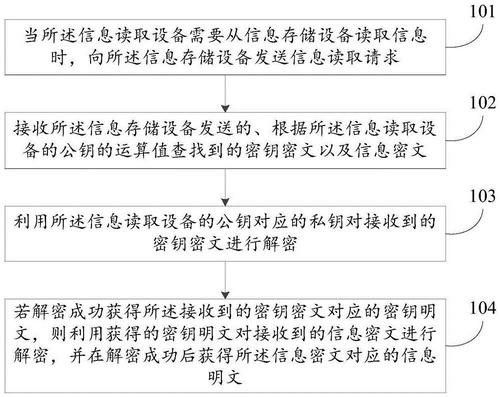 101
当所述信息读取设备需要从信息存储设备读取信息
时，向所述信息存储设备发送信息读取请求
102
接收所述信息存储设备发送的、根据所述信息读取设
备的公钥的运算值查找到的密钥密文以及信息密文
103
利用所述信息读取设备的公钥对应的私钥对接收到的
密钥密文进行解密
104
若解密成功获得所述接收到的密钥密文对应的密钥明
文，则利用获得的密钥明文对接收到的信息密文进行
解密，并在解密成功后获得所述信息密文对应的信息
明文